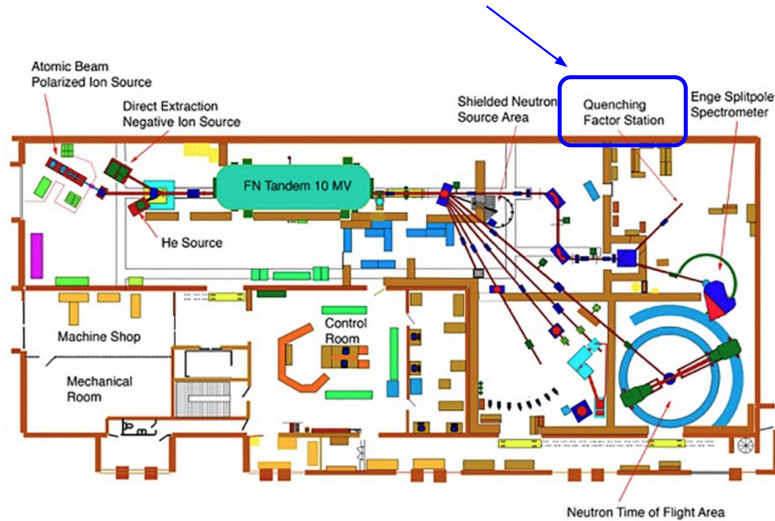 Atomic Beam
Polarized Ion Source
Direct Extraction
Negative Ion Source
Shielded Neutron
Source Area
Quenching
Factor Station
Enge Splitpole
Spectrometer
FN Tandem 10 MV
He Source
Machine Shop
Control
Room
Mechanical
Room
Neutron Time of Flight Area